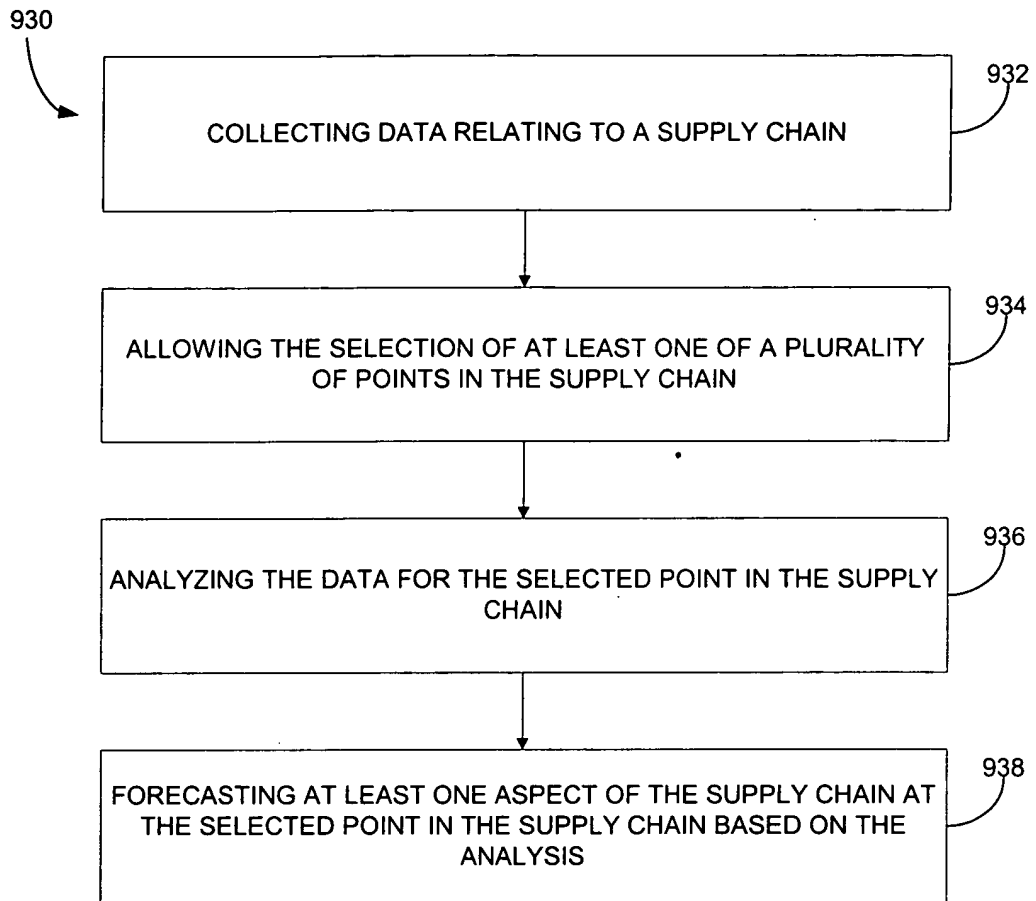 930
932
COLLECTING DATA RELATING TO A SUPPLY CHAIN
934
ALLOWING THE SELECTION OF AT LEAST ONE OF A PLURALITY
OF POINTS IN THE SUPPLY CHAIN
936
ANALYZING THE DATA FOR THE SELECTED POINT IN THE SUPPLY
CHAIN
938
FORECASTING AT LEAST ONE ASPECT OF THE SUPPLY CHAIN AT
THE SELECTED POINT IN THE SUPPLY CHAIN BASED ON THE
ANALYSIS